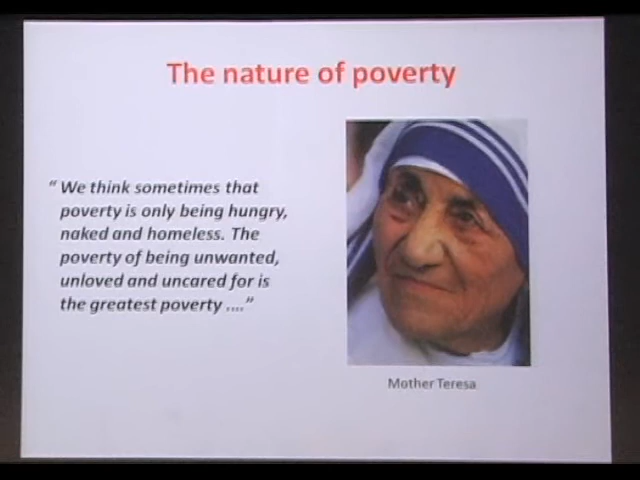 The nature of poverty
“ We think sometimes that
poverty is only being hungry,
naked and homeless. The
poverty of being unwanted,
unloved and uncared for is
the greatest poverty ....”
Mother Teresa